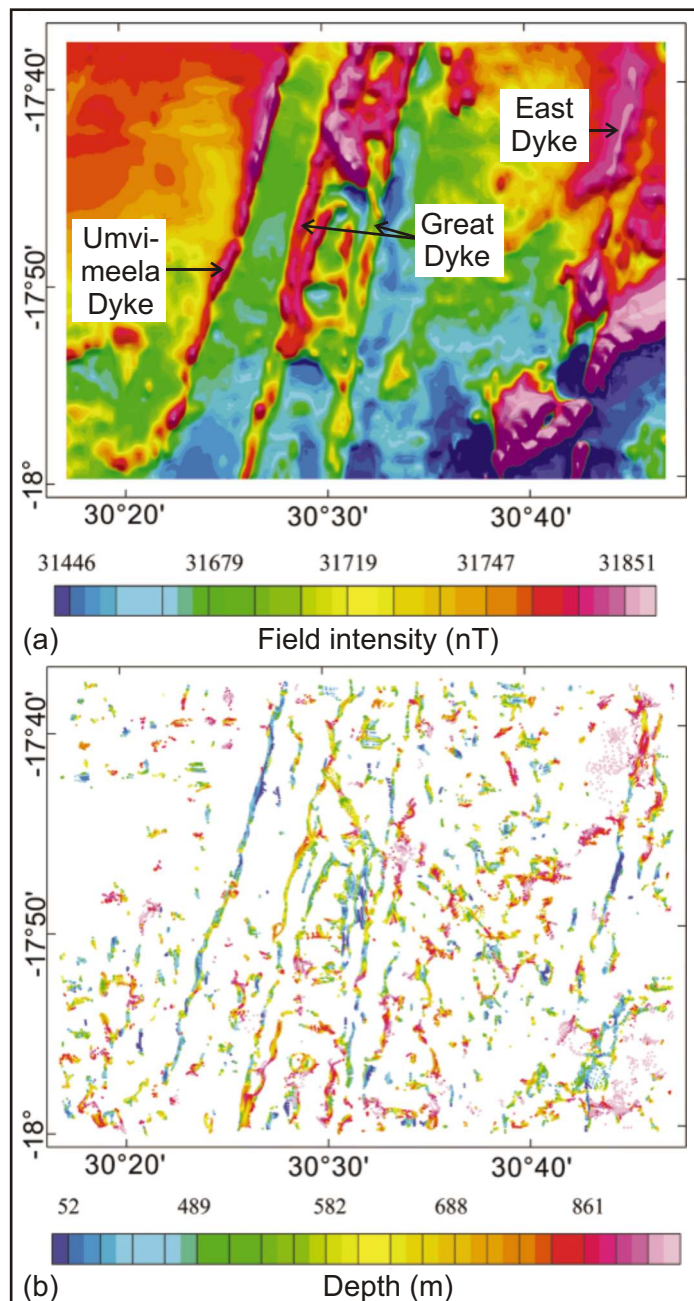 -17°40'
-17°50'
-18°
East
Dyke
Umvi-
meela
Dyke
Great
Dyke
30°20' 30°30' 30°40'
31446 31679 31719 31747 31851
(a) Field intensity (nT)
-17°40'
-17°50'
-18°
30°20' 30°30' 30°40'
52 489 582 688 861
(b) Depth (m)